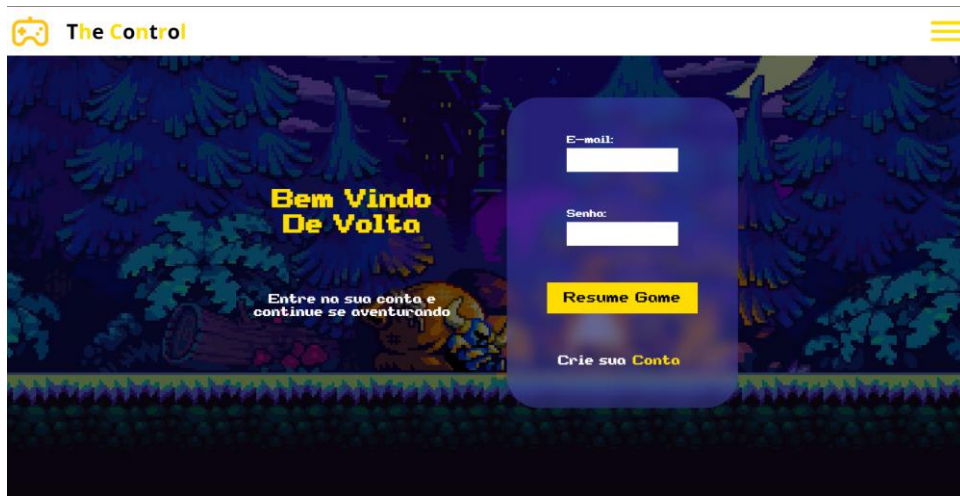 The Control
Bem Vindo
De Volta
Entre na sua conta e
continue se aventurando
E-mail:
Senha:
Resume Game
Crie sua Conta